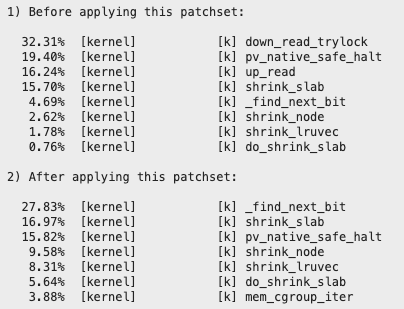 1) Before applying this patchset:
32.31% [kernel] [k] down_read_trylock
19.40% [kernel] [k] pv_native_safe_halt
16.24% [kernel] [k] up_read
15.70% [kernel] [k] shrink_slab
4.69% [kernel] [k] _find_next_bit
2.62% [kernel] [k] shrink_node
1.78% [kernel] [k] shrink_lruvec
0.76% [kernel] [k] do_shrink_slab
2) After applying this patchset:
27.83% [kernel] [k] _find_next_bit
16.97% [kernel] [k] shrink_slab
15.82% [kernel] [k] pv_native_safe_halt
9.58% [kernel] [k] shrink_node
8.31% [kernel] [k] shrink_lruvec
5.64% [kernel] [k] do_shrink_slab
3.88% [kernel] [k] mem_cgroup_iter